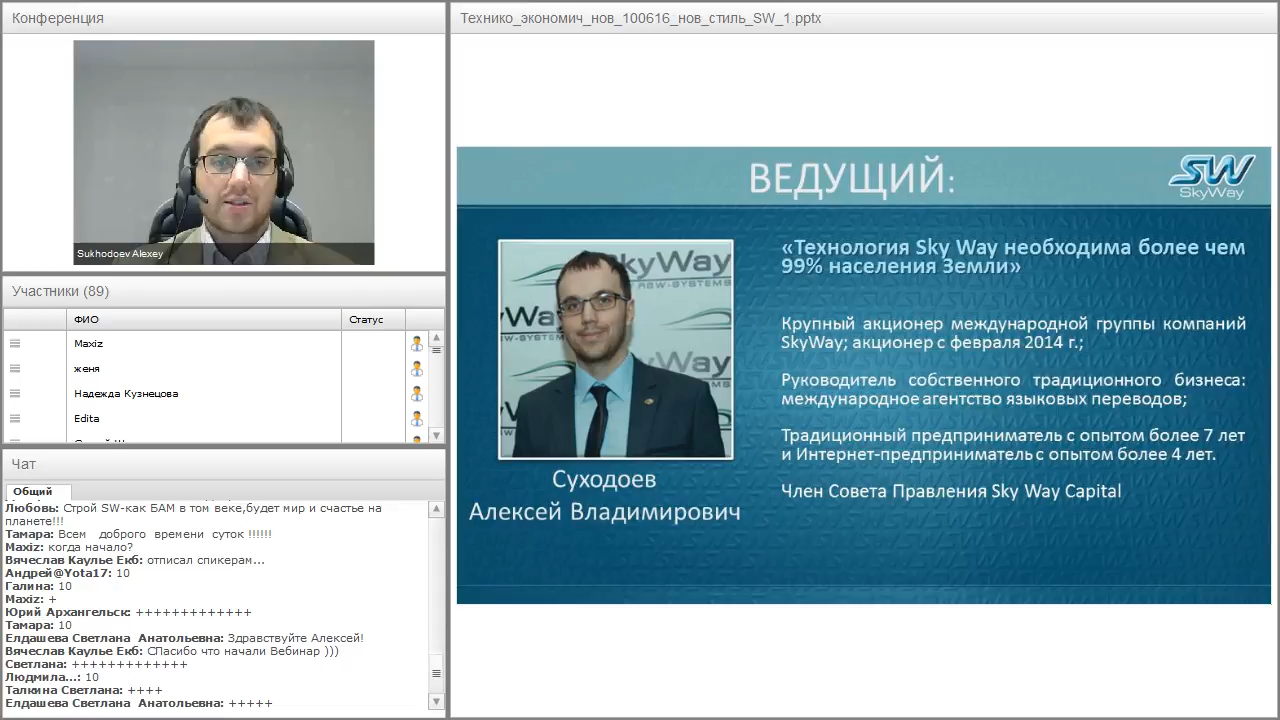 Конференция
Sukhodoev Alexey
Участники (89)
ФИО
Статус
Maxiz
женя
Надежда Кузнецова
Edita
Чат
Общий
Любовь: Строй SW-как БАМ в том веке,будет мир и счастье на
планете!!!
Тамара: Всем доброго времени суток !!!!!!
Maxiz: когда начало?
Вячеслав Каулье Екб: отписал спикерам...
Андрей@Yota17: 10
Галина: 10
Maxiz: +
Юрий Архангельск: +++++++++++++
Тамара: 10
Елдашева Светлана Анатольевна: Здравствуйте Алексей!
Вячеслав Каулье Екб: СПасибо что начали Вебинар )))
Светлана: +++++++++++++
Людмила...: 10
Талкина Светлана: ++++
Елдашева Светлана Анатольевна: +++++
Технико_экономич_нов_100616_нов_стиль_SW_1.pptx
ВЕДУЩИЙ:
SW
SkyWay
SkyWay
BY RSW-SYSTEMS
Суходоев
Алексей Владимирович
«Технология Sky Way необходима более чем
99% населения Земли»
Крупный акционер международной группы компаний
SkyWay; акционер с февраля 2014 г.;
Руководитель собственного традиционного бизнеса:
международное агентство языковых переводов;
Традиционный предприниматель с опытом более 7 лет
и Интернет-предприниматель с опытом более 4 лет.
Член Совета Правления Sky Way Capital